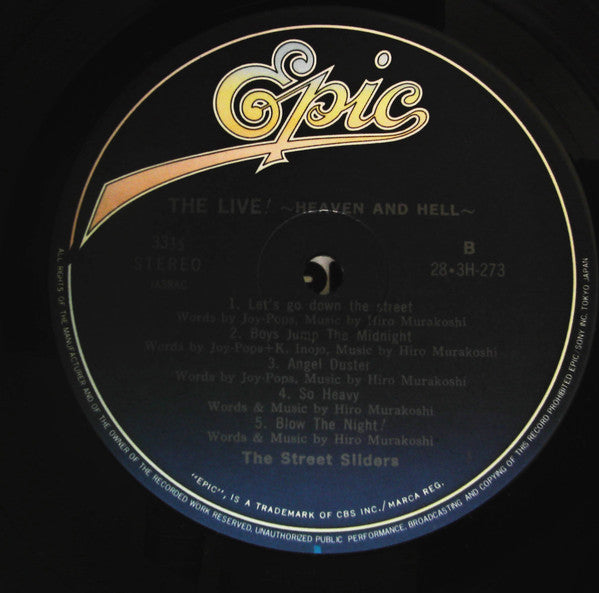 Epic
THE LIVE! ~HEAVEN AND HELL~
33⅓
STEREO
JASRAC
B
28・3H-273
1. Let's go down the street
Words by Joy-Pops, Music by Hiro Murakoshi
2. Boys Jump The Midnight
Words by Joy-Pops+K. Inojo, Music by Hiro Murakoshi
3. Angel Duster
Words by Joy-Pops, Music by Hiro Murakoshi
4. So Heavy
Words & Music by Hiro Murakoshi
5. Blow The Night!
Words & Music by Hiro Murakoshi
The Street Sliders
"EPIC", IS A TRADEMARK OF CBS INC./MARCA REG.
ALL RIGHTS OF THE MANUFACTURER AND OF THE OWNER OF THE RECORDED WORK RESERVED, UNAUTHORIZED PUBLIC PERFORMANCE, BROADCASTING AND COPYING OF THIS RECORD PROHIBITED EPIC/SONY INC. TOKYO JAPAN